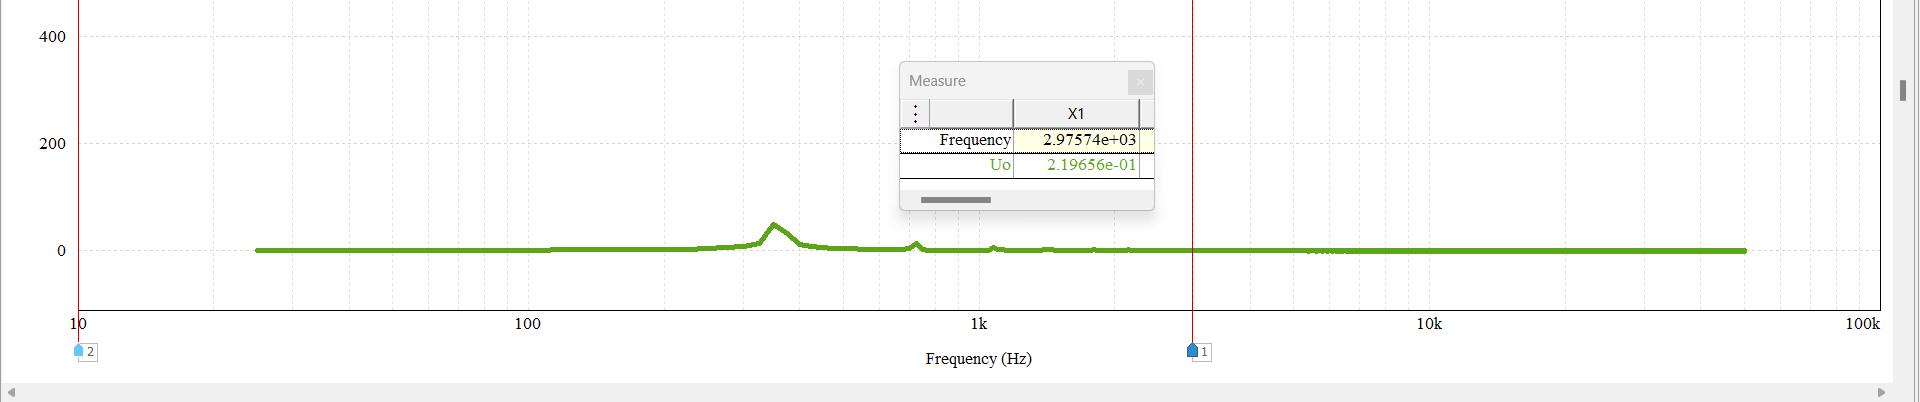 400
200
0
Measure
X1
Frequency 2.97574e+03
Uo 2.19656e-01
10 100 1k 10k 100k
2 1
Frequency (Hz)